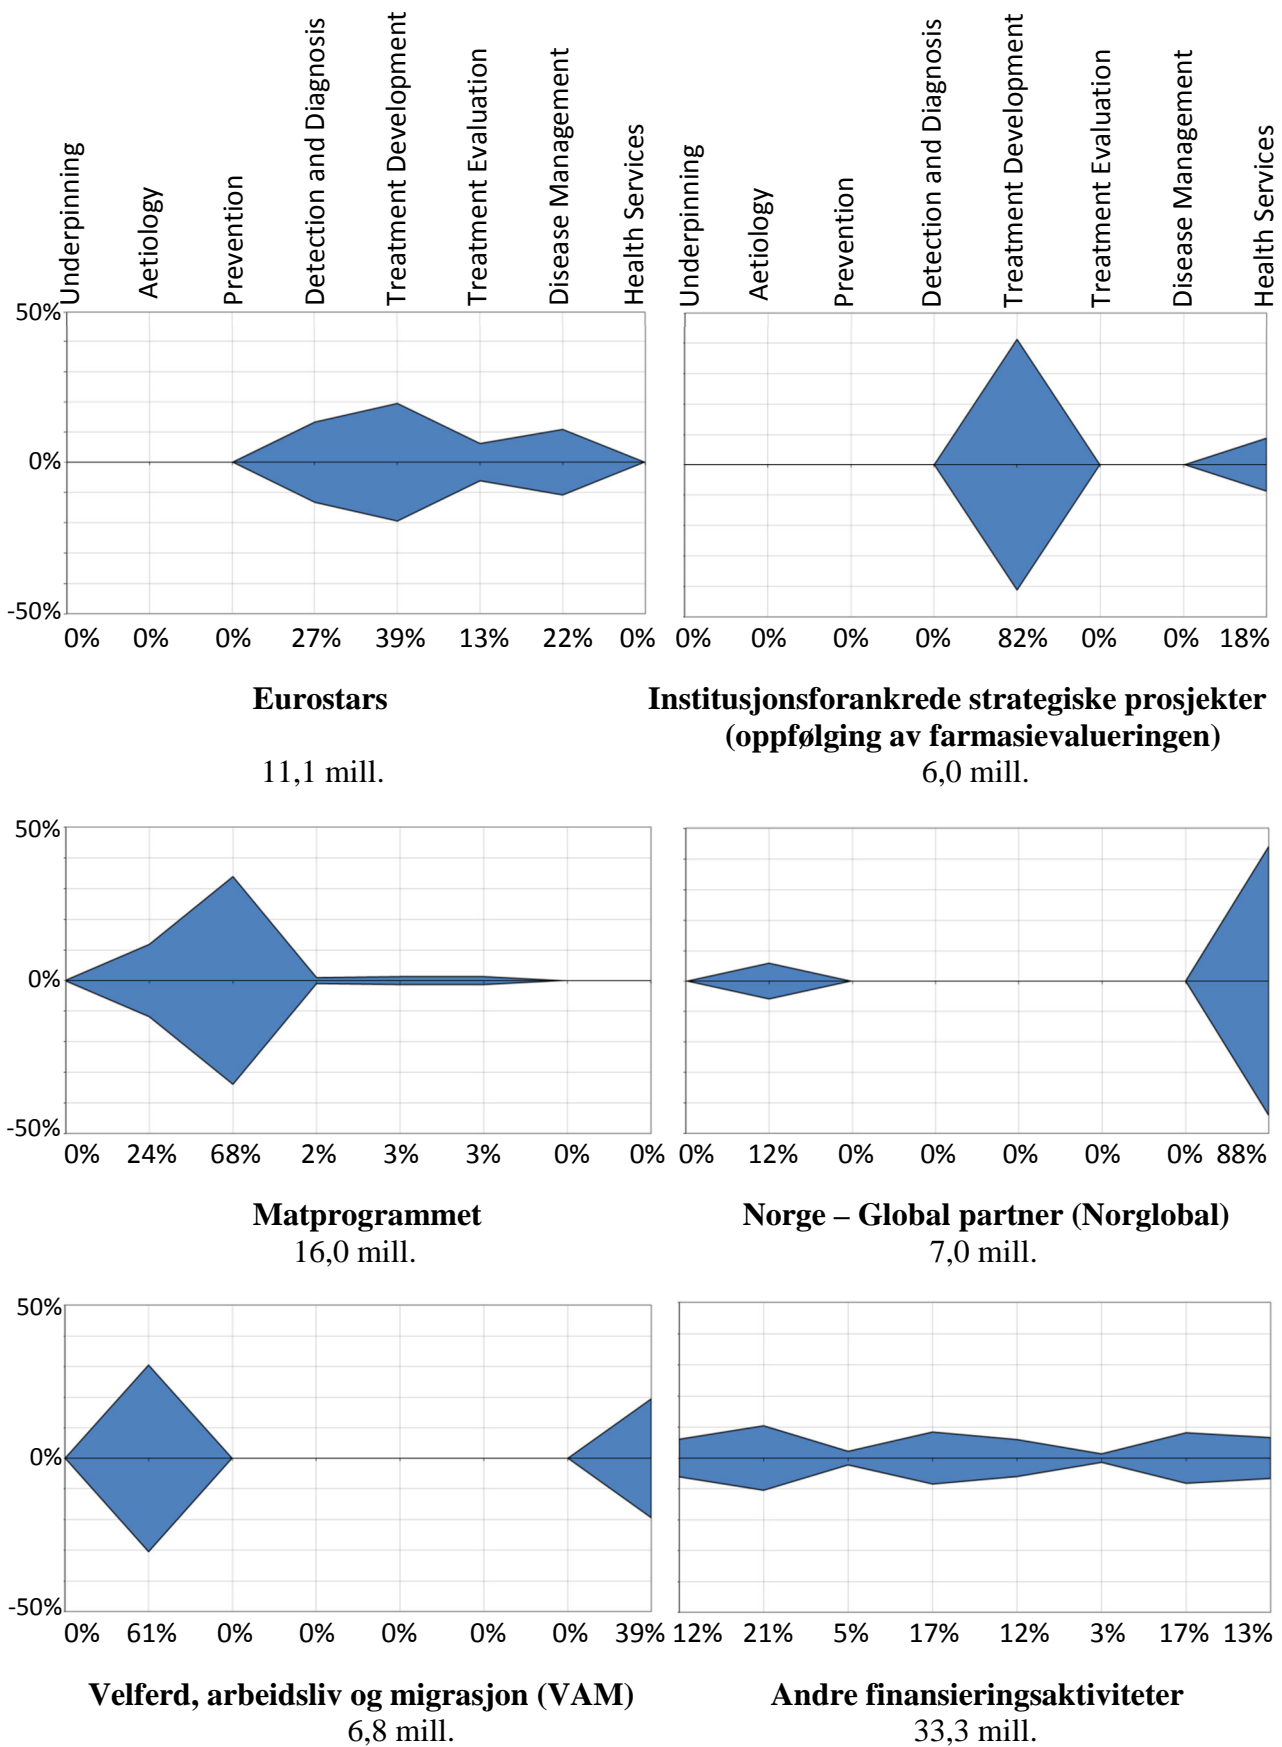 Underpinning
Aetiology
Prevention
Detection and Diagnosis
Treatment Development
Treatment Evaluation
Disease Management
Health Services
Underpinning
Aetiology
Prevention
Detection and Diagnosis
Treatment Development
Treatment Evaluation
Disease Management
Health Services
50%
0%
-50%
0% 0% 0% 27% 39% 13% 22% 0%
0% 0% 0% 0% 82% 0% 0% 18%
Eurostars
11,1 mill.
Institusjonsforankrede strategiske prosjekter
(oppfølging av farmasievalueringen)
6,0 mill.
50%
0%
-50%
0% 24% 68% 2% 3% 3% 0% 0%
0% 12% 0% 0% 0% 0% 0% 88%
Matprogrammet
16,0 mill.
Norge – Global partner (Norglobal)
7,0 mill.
50%
0%
-50%
0% 61% 0% 0% 0% 0% 0% 39%
12% 21% 5% 17% 12% 3% 17% 13%
Velferd, arbeidsliv og migrasjon (VAM)
6,8 mill.
Andre finansieringsaktiviteter
33,3 mill.